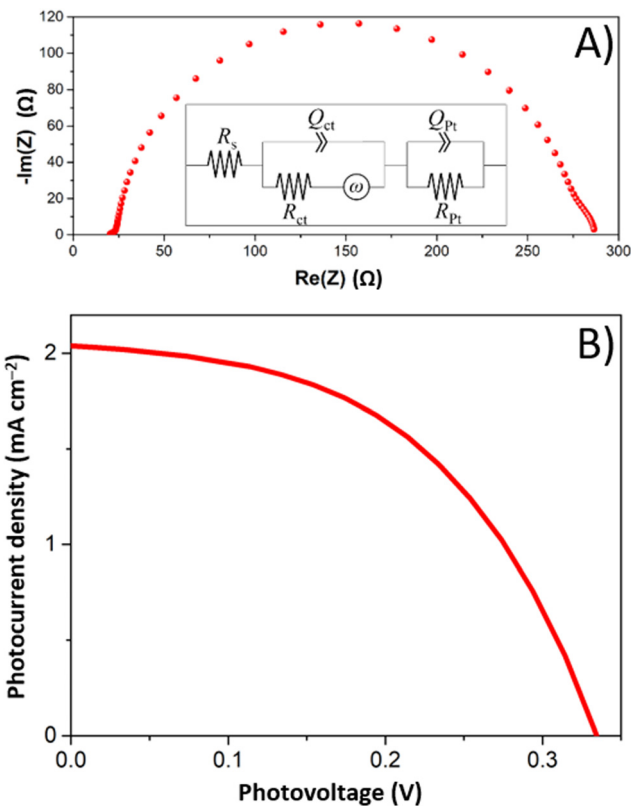 A)
120
100
80
60
40
20
0
-Im(Z) (Ω)
Qct
QPt
Rs
ω
Rct
RPt
0 50 100 150 200 250 300
Re(Z) (Ω)
B)
2
1
0
Photocurrent density (mA cm⁻²)
0.0 0.1 0.2 0.3
Photovoltage (V)